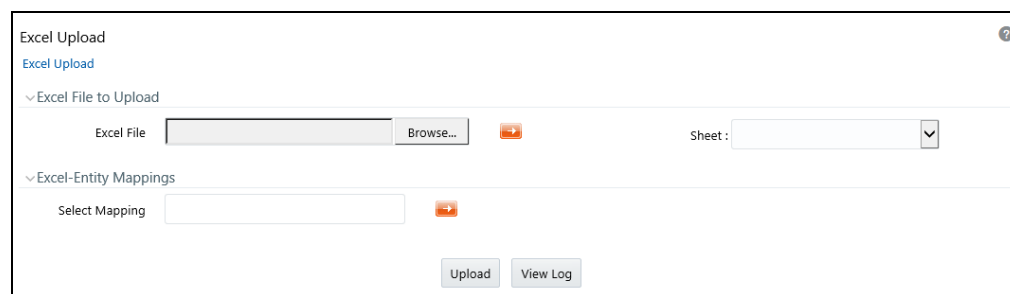 Excel Upload
?
Excel Upload
Excel File to Upload
Excel File Browse... Sheet :
Excel-Entity Mappings
Select Mapping
Upload View Log